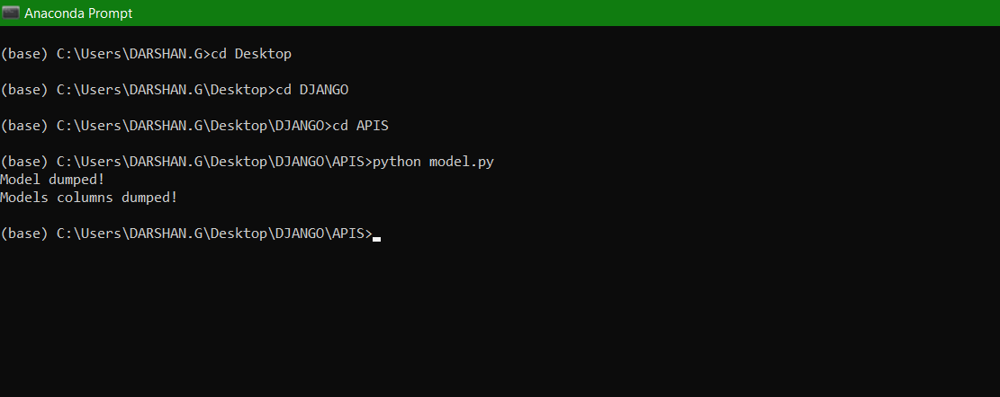 Anaconda Prompt
(base) C:\Users\DARSHAN.G>cd Desktop
(base) C:\Users\DARSHAN.G\Desktop>cd DJANGO
(base) C:\Users\DARSHAN.G\Desktop\DJANGO>cd APIS
(base) C:\Users\DARSHAN.G\Desktop\DJANGO\APIS>python model.py
Model dumped!
Models columns dumped!
(base) C:\Users\DARSHAN.G\Desktop\DJANGO\APIS>